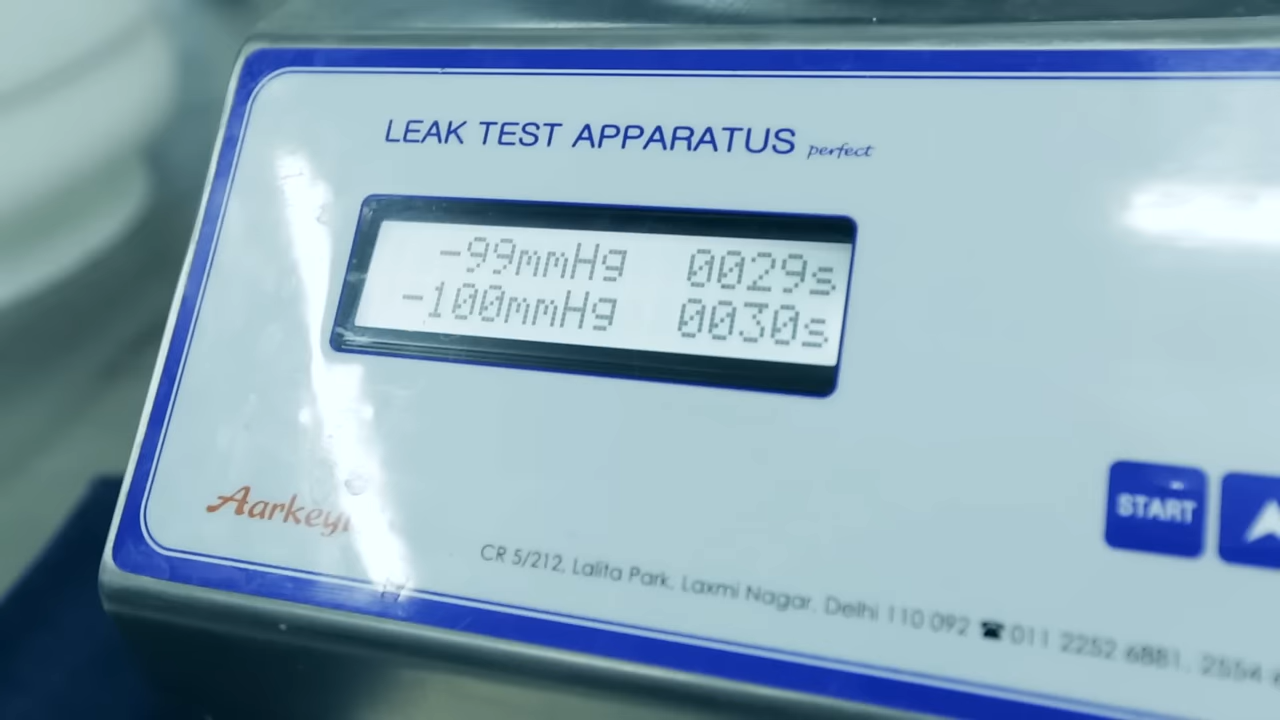 LEAK TEST APPARATUS perfect
-99mmHg 0029s
-100mmHg 0030s
START
CR 5/212, Lalita Park, Laxmi Nagar, Delhi 110 092 ☎ 011 2252 6881, 2554